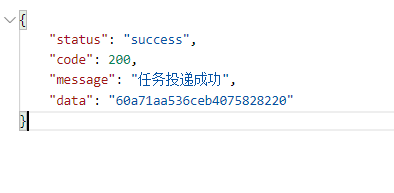 {
"status": "success",
"code": 200,
"message": "任务投递成功",
"data": "60a71aa536ceb4075828220"
}